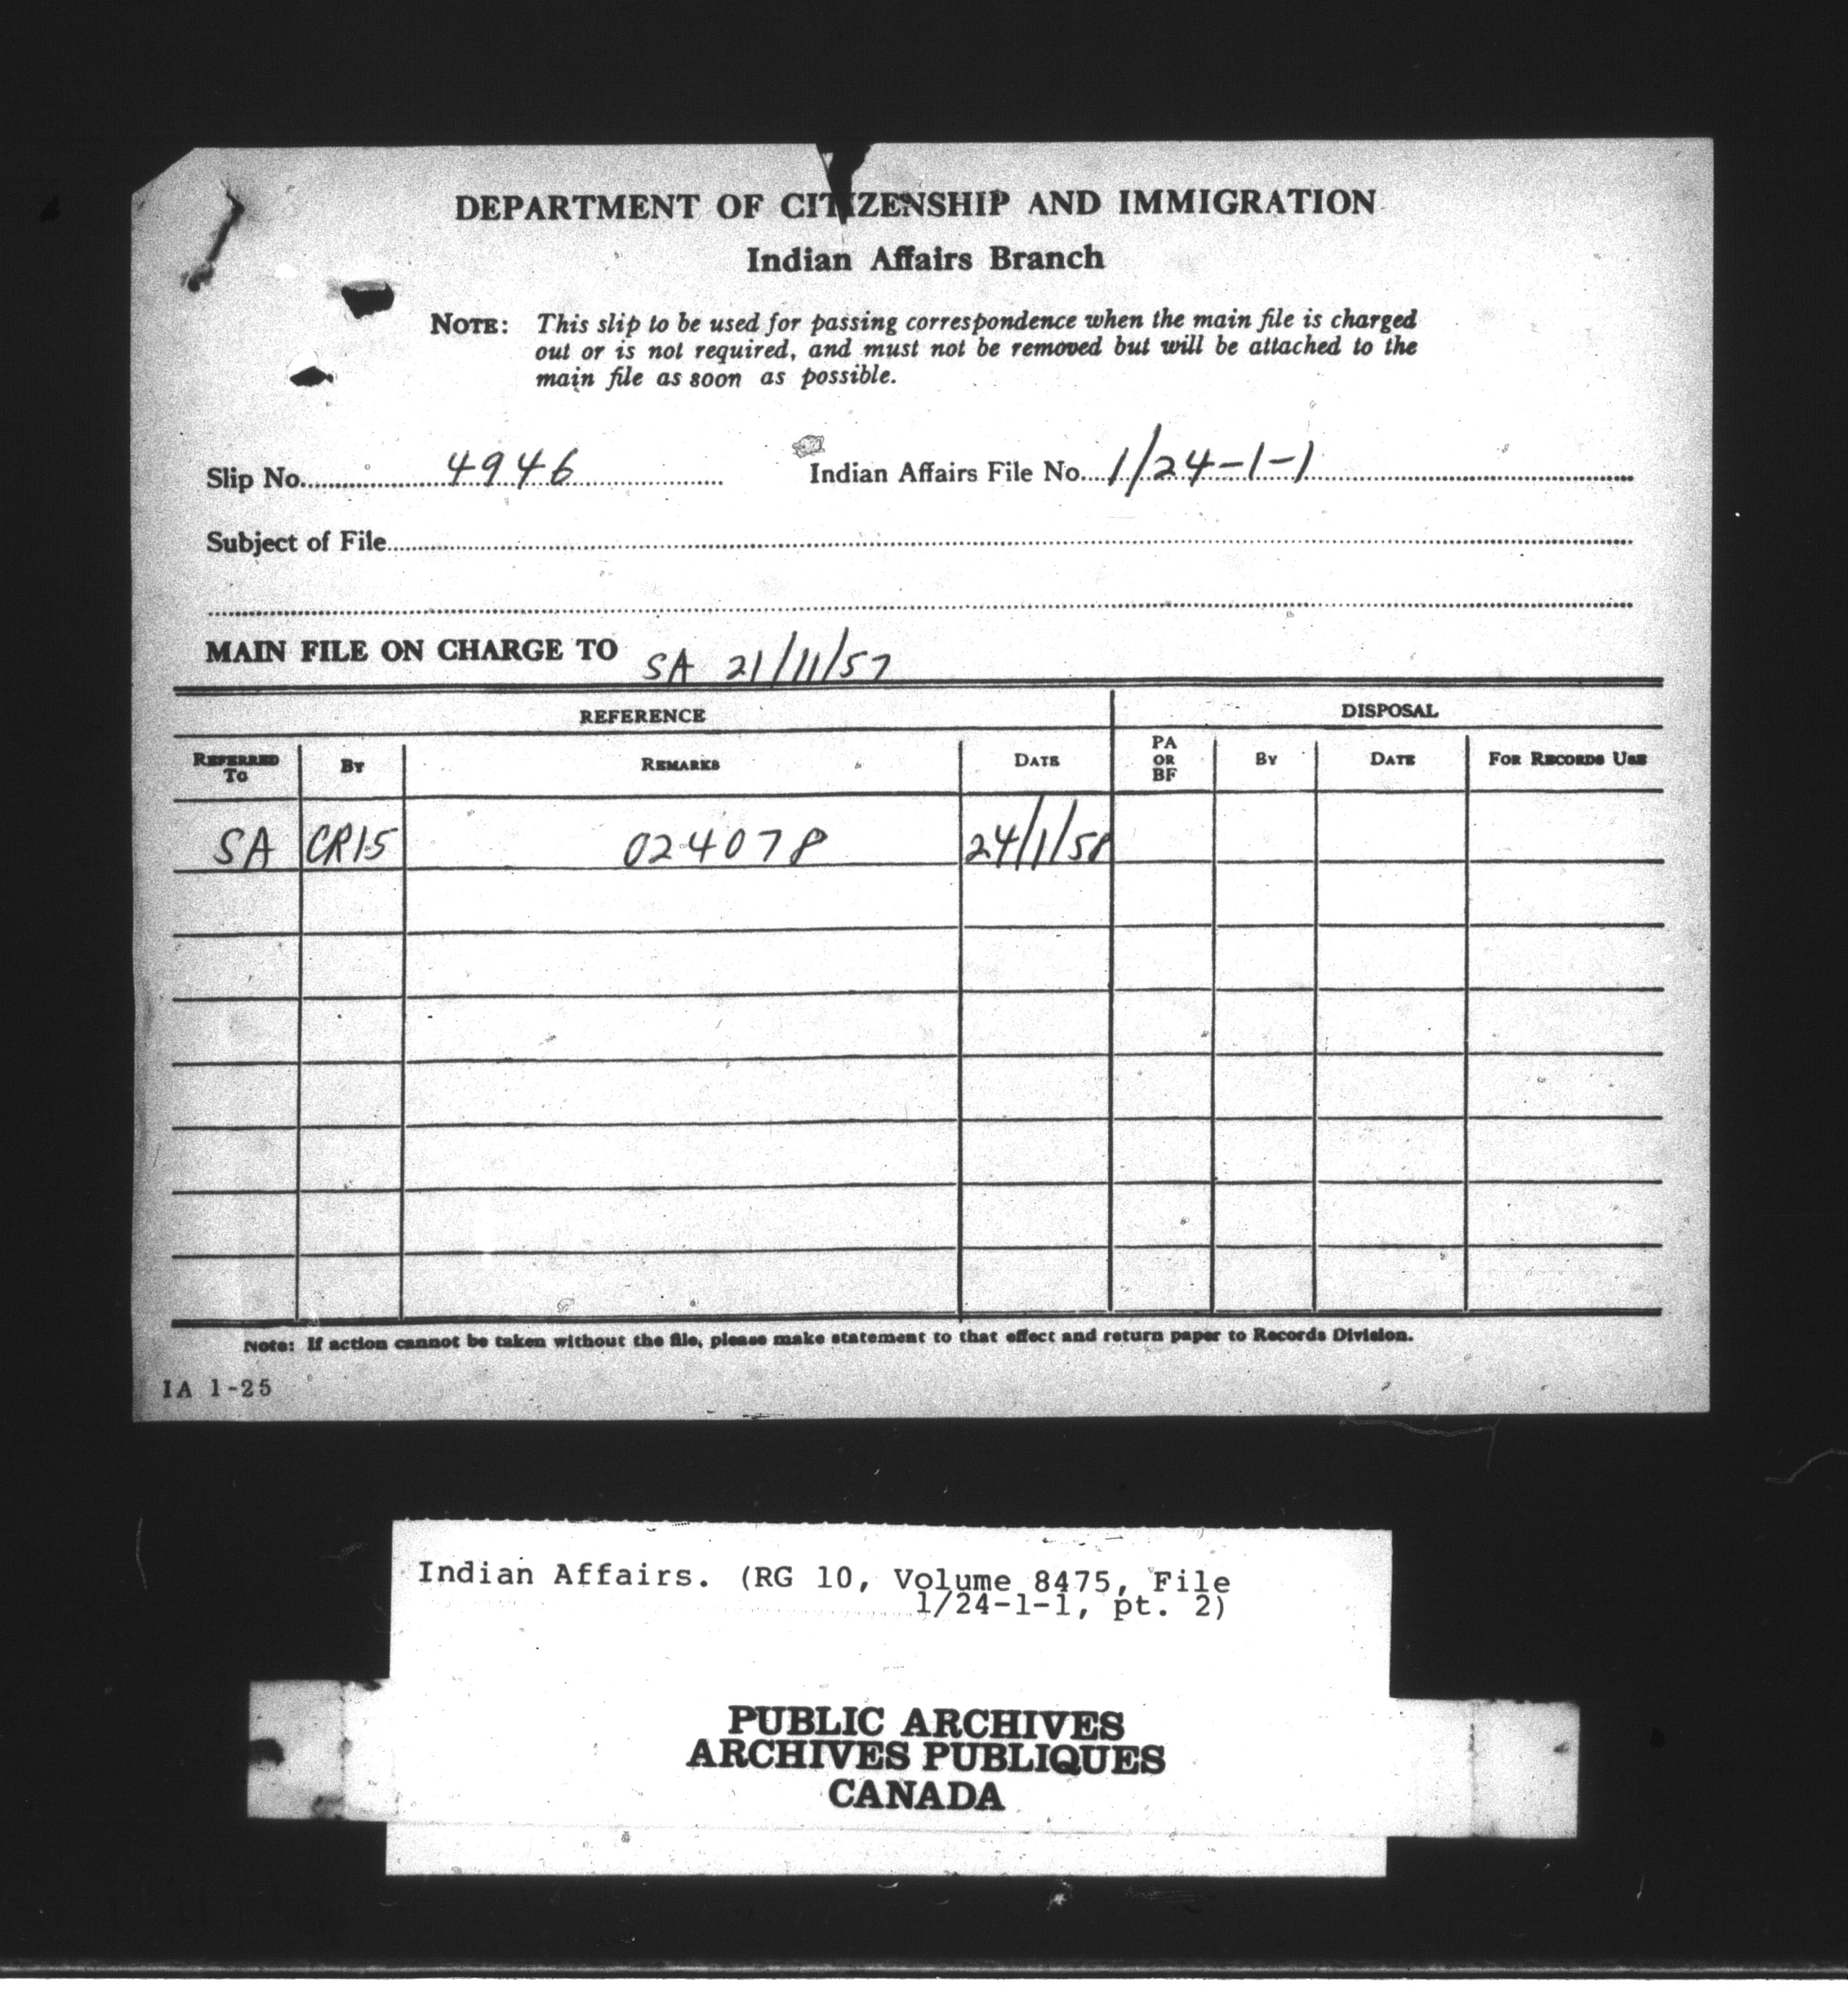 DEPARTMENT OF CITIZENSHIP AND IMMIGRATION
Indian Affairs Branch
NOTE: This slip to be used for passing correspondence when the main file is charged
out or is not required, and must not be removed but will be attached to the
main file as soon as possible.
Slip No. 4946 Indian Affairs File No. 1/24-1-1
Subject of File
MAIN FILE ON CHARGE TO SA 21/11/57
REFERENCE DISPOSAL
REFERRED TO BY REMARKS DATE PA OR BF BY DATE FOR RECORDS USE
SA CR15 024078 24/1/58
Note: If action cannot be taken without the file, please make statement to that effect and return paper to Records Division.
IA 1-25
Indian Affairs. (RG 10, Volume 8475, File
1/24-1-1, pt. 2)
PUBLIC ARCHIVES
ARCHIVES PUBLIQUES
CANADA